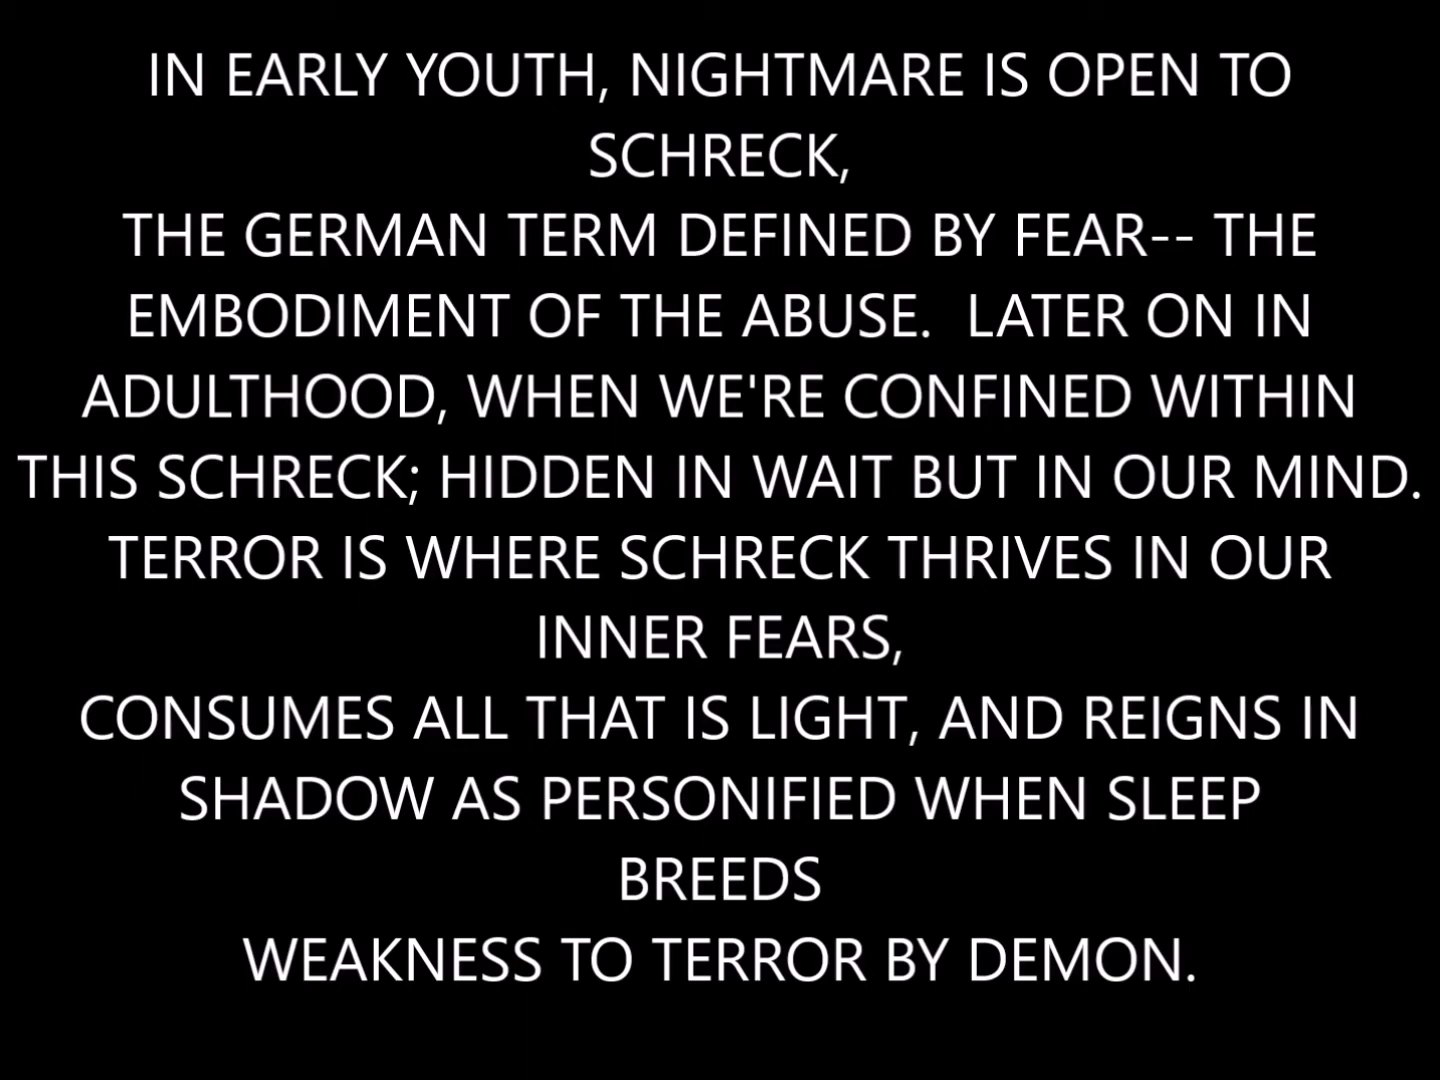 IN EARLY YOUTH, NIGHTMARE IS OPEN TO
SCHRECK,
THE GERMAN TERM DEFINED BY FEAR-- THE
EMBODIMENT OF THE ABUSE.  LATER ON IN
ADULTHOOD, WHEN WE'RE CONFINED WITHIN
THIS SCHRECK; HIDDEN IN WAIT BUT IN OUR MIND.
TERROR IS WHERE SCHRECK THRIVES IN OUR
INNER FEARS,
CONSUMES ALL THAT IS LIGHT, AND REIGNS IN
SHADOW AS PERSONIFIED WHEN SLEEP
BREEDS
WEAKNESS TO TERROR BY DEMON.